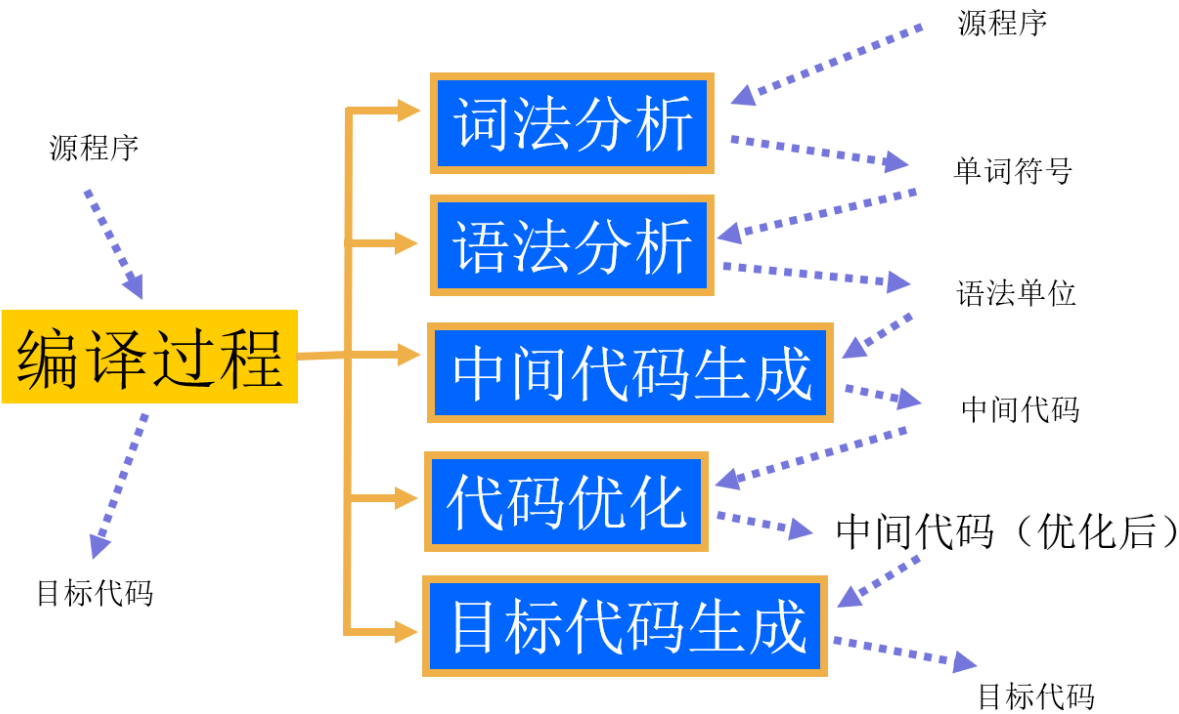 源程序
词法分析
源程序
单词符号
语法分析
语法单位
编译过程
中间代码生成
中间代码
代码优化
中间代码（优化后）
目标代码
目标代码生成
目标代码